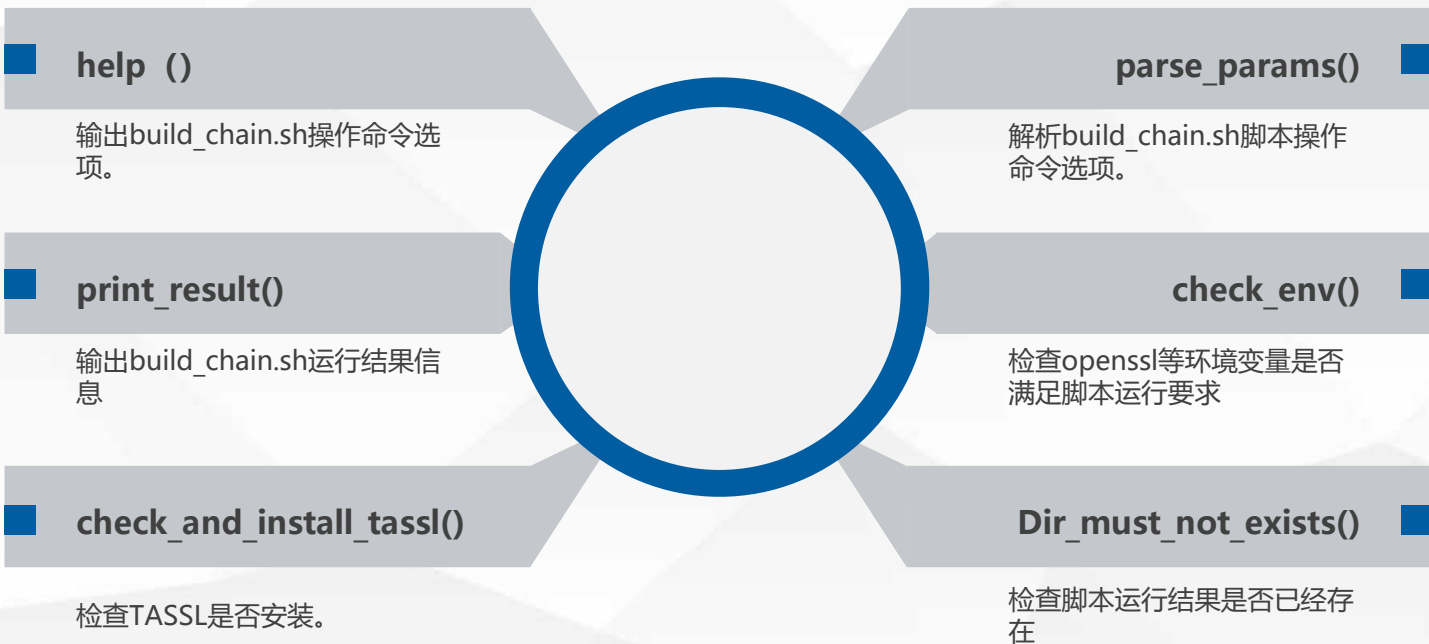 help（）
输出build_chain.sh操作命令选
项。
print_result()
输出build_chain.sh运行结果信
息
check_and_install_tassl()
检查TASSL是否安装。
parse_params()
解析build_chain.sh脚本操作
命令选项。
check_env()
检查openssl等环境变量是否
满足脚本运行要求
Dir_must_not_exists()
检查脚本运行结果是否已经存
在